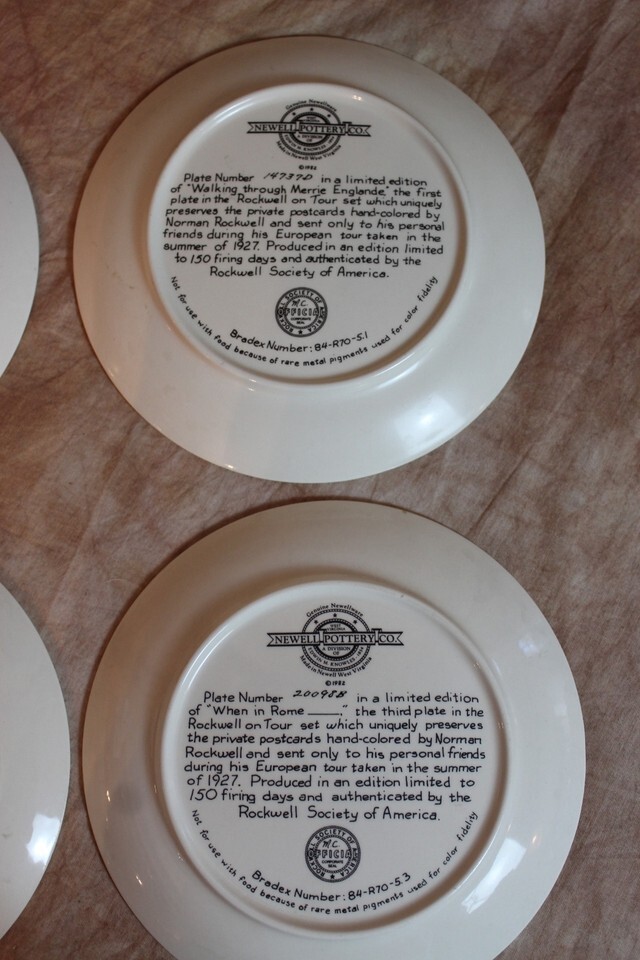 Genuine Newellware
NEWELL POTTERY CO.
A DIVISION
OF
EDWIN M. KNOWLES
Made in Newell West Virginia
©1982
Plate Number 14737D in a limited edition
of "Walking through Merrie Englande," the first
plate in the Rockwell on Tour set which uniquely
preserves the private postcards hand-colored by
Norman Rockwell and sent only to his personal
friends during his European tour taken in the
summer of 1927. Produced in an edition limited
to 150 firing days and authenticated by the
Rockwell Society of America.
ROCKWELL SOCIETY OF AMERICA
M.C.
OFFICIAL
CORPORATE
SEAL
Bradex Number: 84-R70-5.1
Not for use with food because of rare metal pigments used for color fidelity
Genuine Newellware
NEWELL POTTERY CO.
A DIVISION
OF
EDWIN M. KNOWLES
Made in Newell West Virginia
©1982
Plate Number 20098B in a limited edition
of "When in Rome ____," the third plate in the
Rockwell on Tour set which uniquely preserves
the private postcards hand-colored by Norman
Rockwell and sent only to his personal friends
during his European tour taken in the summer
of 1927. Produced in an edition limited to
150 firing days and authenticated by the
Rockwell Society of America.
ROCKWELL SOCIETY OF AMERICA
M.C.
OFFICIAL
CORPORATE
SEAL
Bradex Number: 84-R70-5.3
Not for use with food because of rare metal pigments used for color fidelity